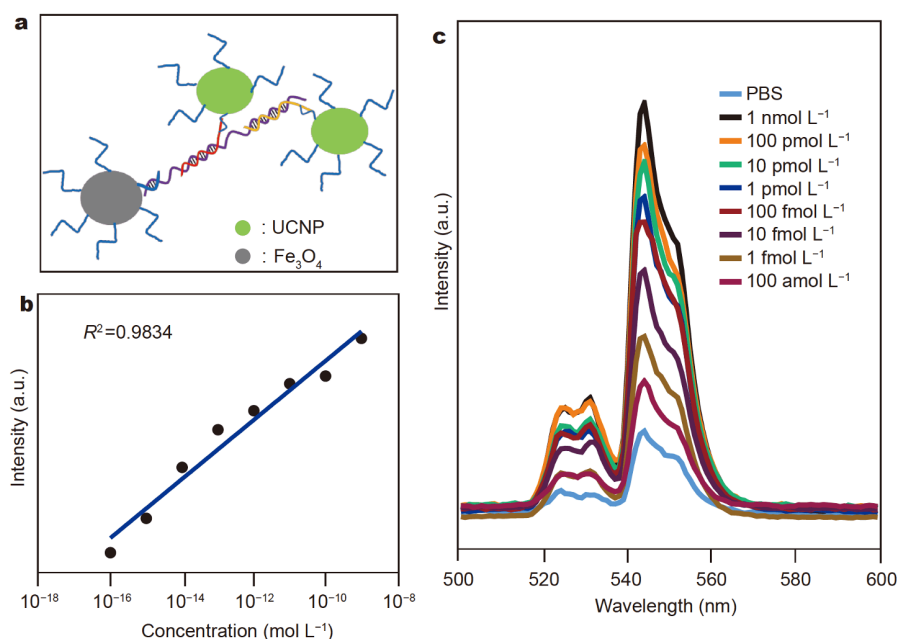 a
: UCNP
: Fe₃O₄
b
R²=0.9834
Intensity (a.u.)
10⁻¹⁸ 10⁻¹⁶ 10⁻¹⁴ 10⁻¹² 10⁻¹⁰ 10⁻⁸
Concentration (mol L⁻¹)
c
PBS
1 nmol L⁻¹
100 pmol L⁻¹
10 pmol L⁻¹
1 pmol L⁻¹
100 fmol L⁻¹
10 fmol L⁻¹
1 fmol L⁻¹
100 amol L⁻¹
Intensity (a.u.)
500 520 540 560 580 600
Wavelength (nm)